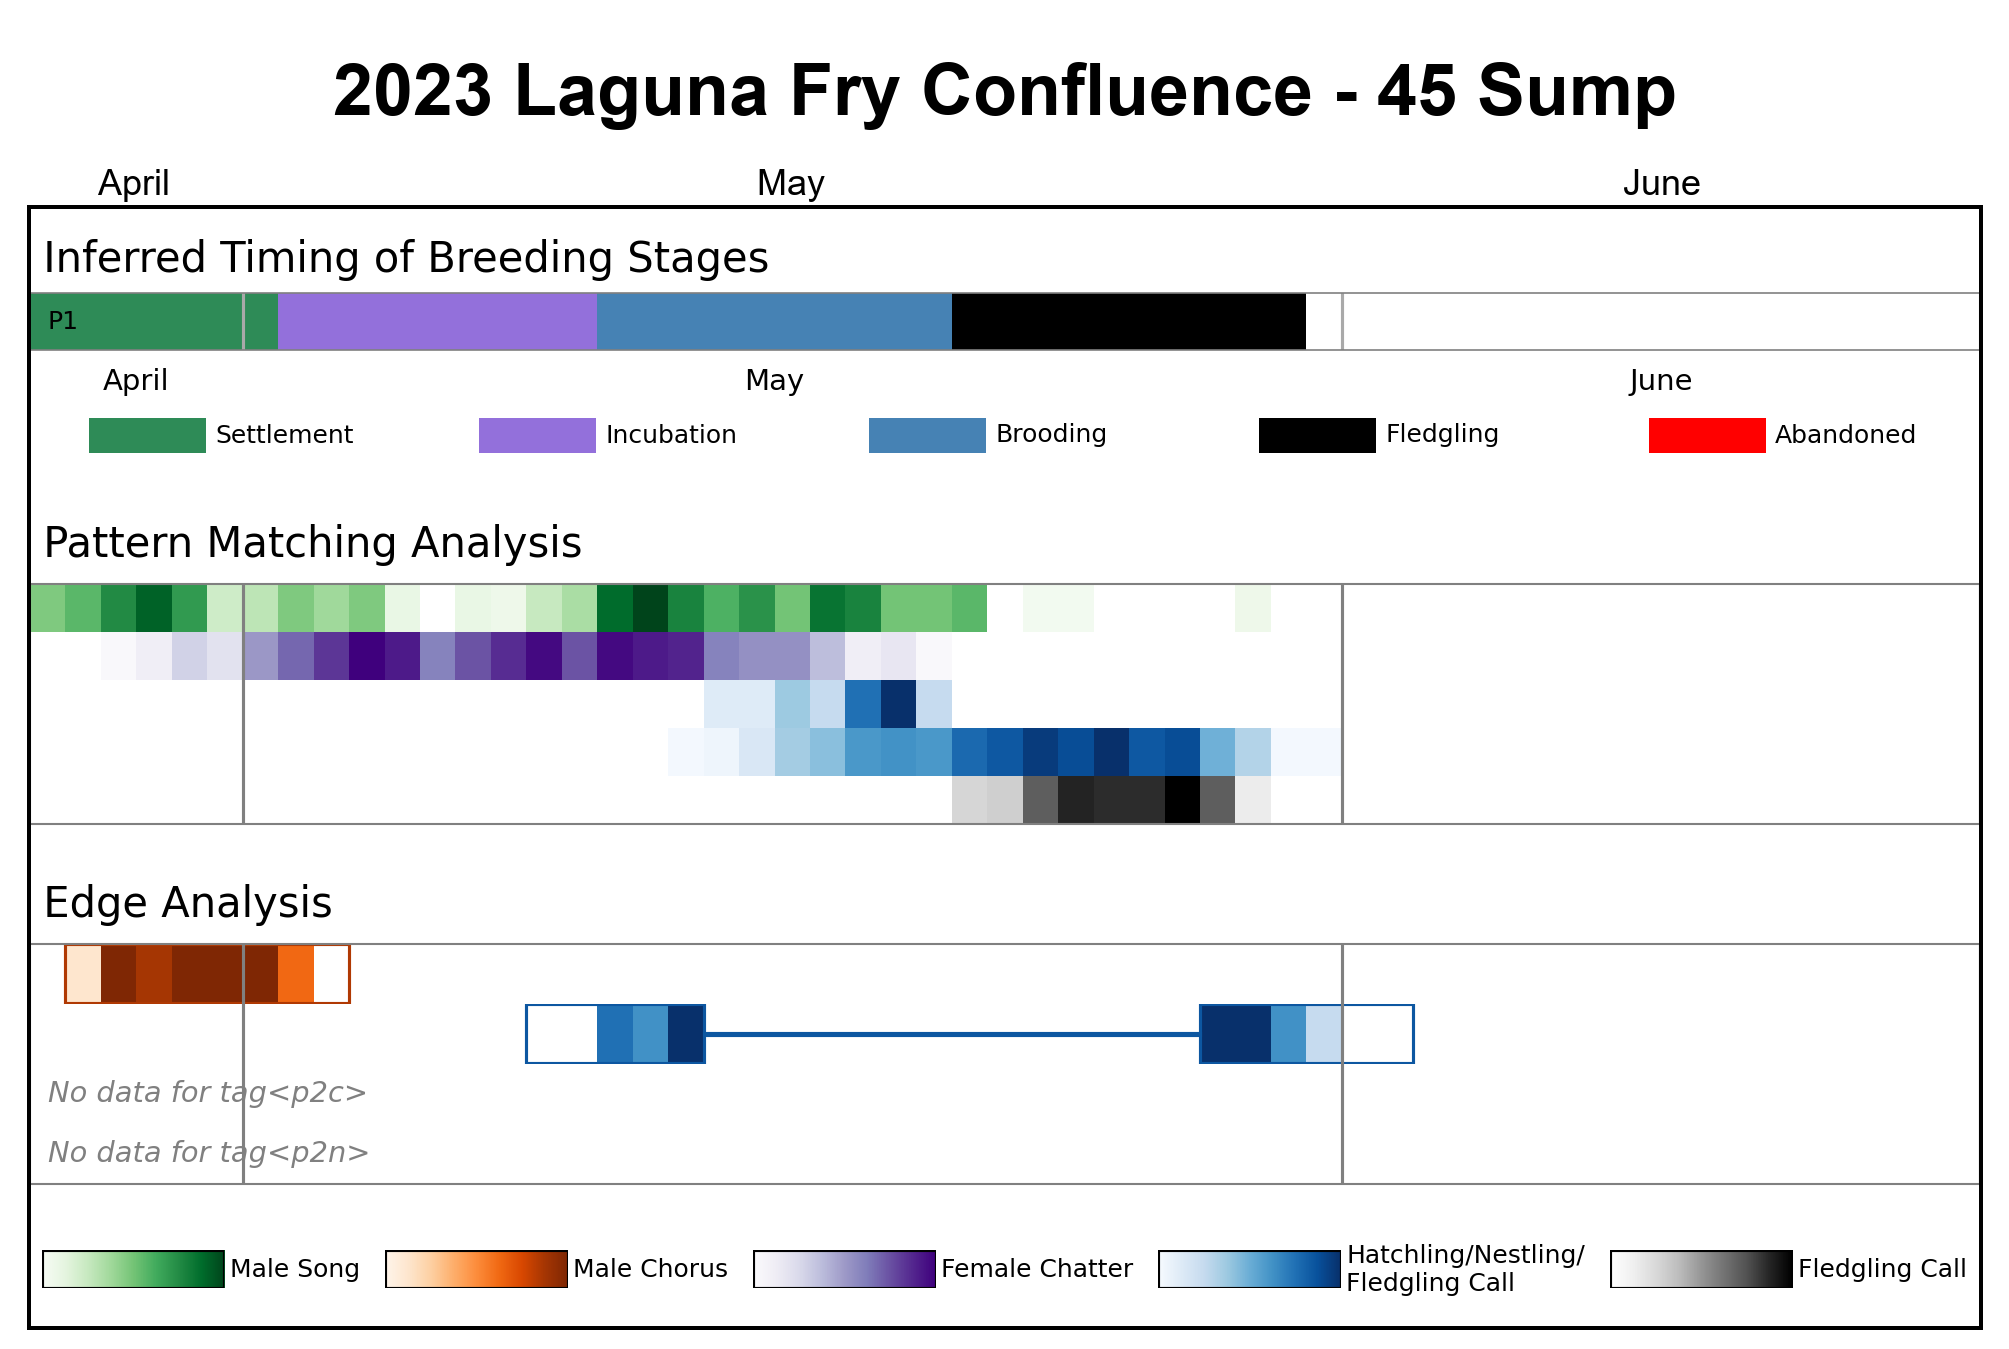 2023 Laguna Fry Confluence - 45 Sump
April May June
Inferred Timing of Breeding Stages
P1
April May June
Settlement Incubation Brooding Fledgling Abandoned
Pattern Matching Analysis
Edge Analysis
No data for tag<p2c>
No data for tag<p2n>
Male Song Male Chorus Female Chatter Hatchling/Nestling/
Fledgling Call Fledgling Call